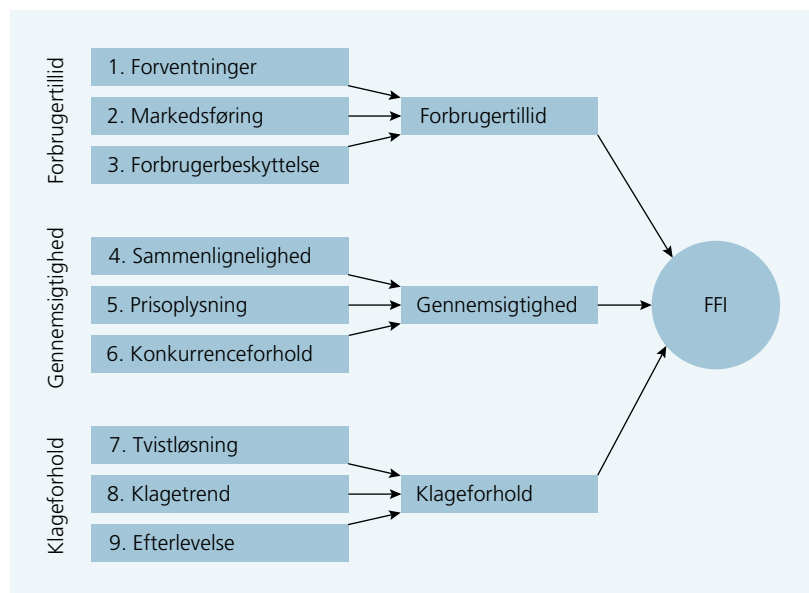 Forbrugertillid
1. Forventninger
2. Markedsføring
3. Forbrugerbeskyttelse
Forbrugertillid
Gennemsigtighed
4. Sammenlignelighed
5. Prisoplysning
6. Konkurrenceforhold
Gennemsigtighed
FFI
Klageforhold
7. Tvistløsning
8. Klagetrend
9. Efterlevelse
Klageforhold